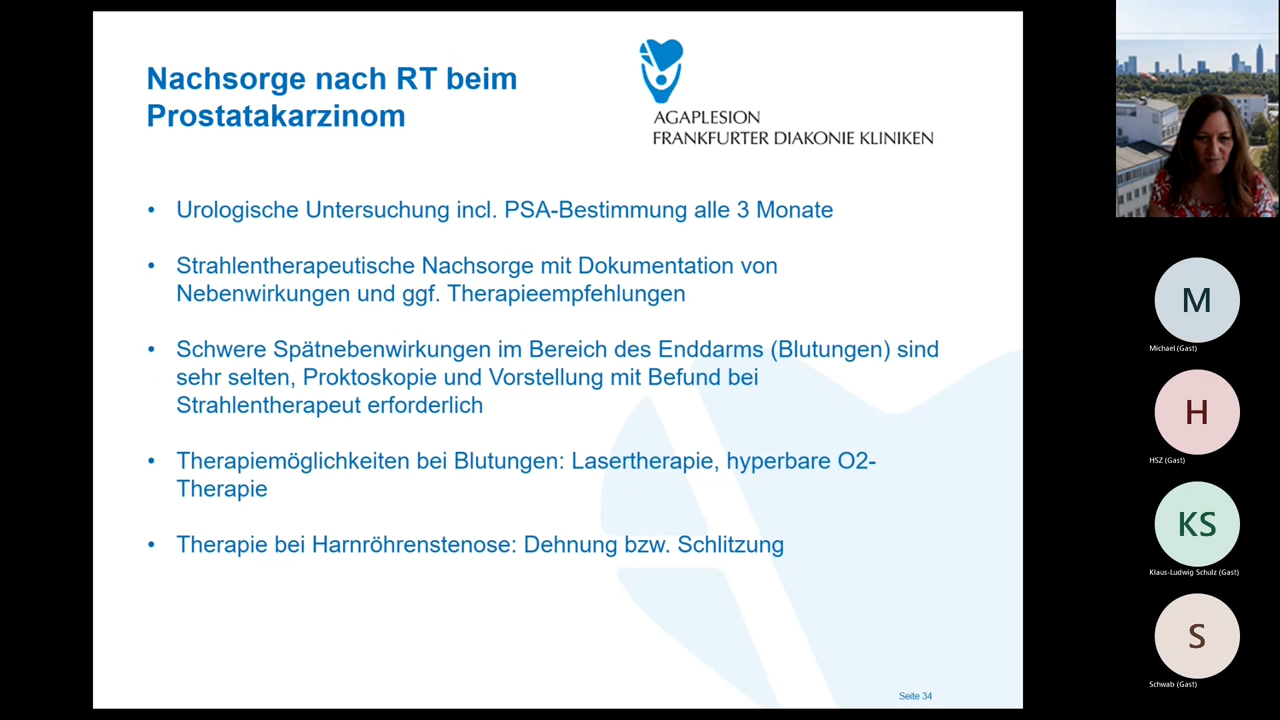 Nachsorge nach RT beim
Prostatakarzinom
AGAPLESION
FRANKFURTER DIAKONIE KLINIKEN
• Urologische Untersuchung incl. PSA-Bestimmung alle 3 Monate
• Strahlentherapeutische Nachsorge mit Dokumentation von
Nebenwirkungen und ggf. Therapieempfehlungen
• Schwere Spätnebenwirkungen im Bereich des Enddarms (Blutungen) sind
sehr selten, Proktoskopie und Vorstellung mit Befund bei
Strahlentherapeut erforderlich
• Therapiemöglichkeiten bei Blutungen: Lasertherapie, hyperbare O2-
Therapie
• Therapie bei Harnröhrenstenose: Dehnung bzw. Schlitzung
Seite 34
M
Michael (Gast)
H
HSZ (Gast)
KS
Klaus-Ludwig Schulz (Gast)
S
Schwab (Gast)